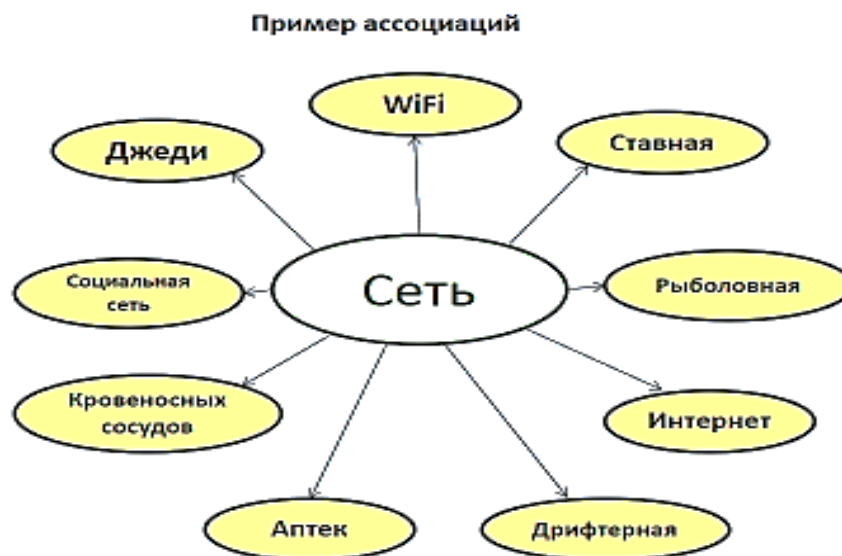 Пример ассоциаций
WiFi
Джеди
Ставная
Сеть
Социальная
сеть
Рыболовная
Кровеносных
сосудов
Интернет
Аптек
Дрифтерная